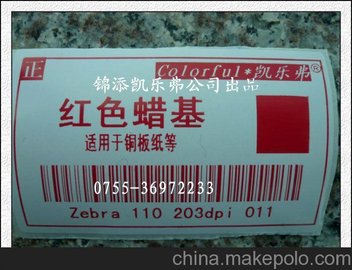 正 Colorful*凯乐弗®
锦添凯乐弗公司出品
红色蜡基
适用于铜板纸等
0755-36972233
Zebra 110 203dpi 011
china.makepolo.com